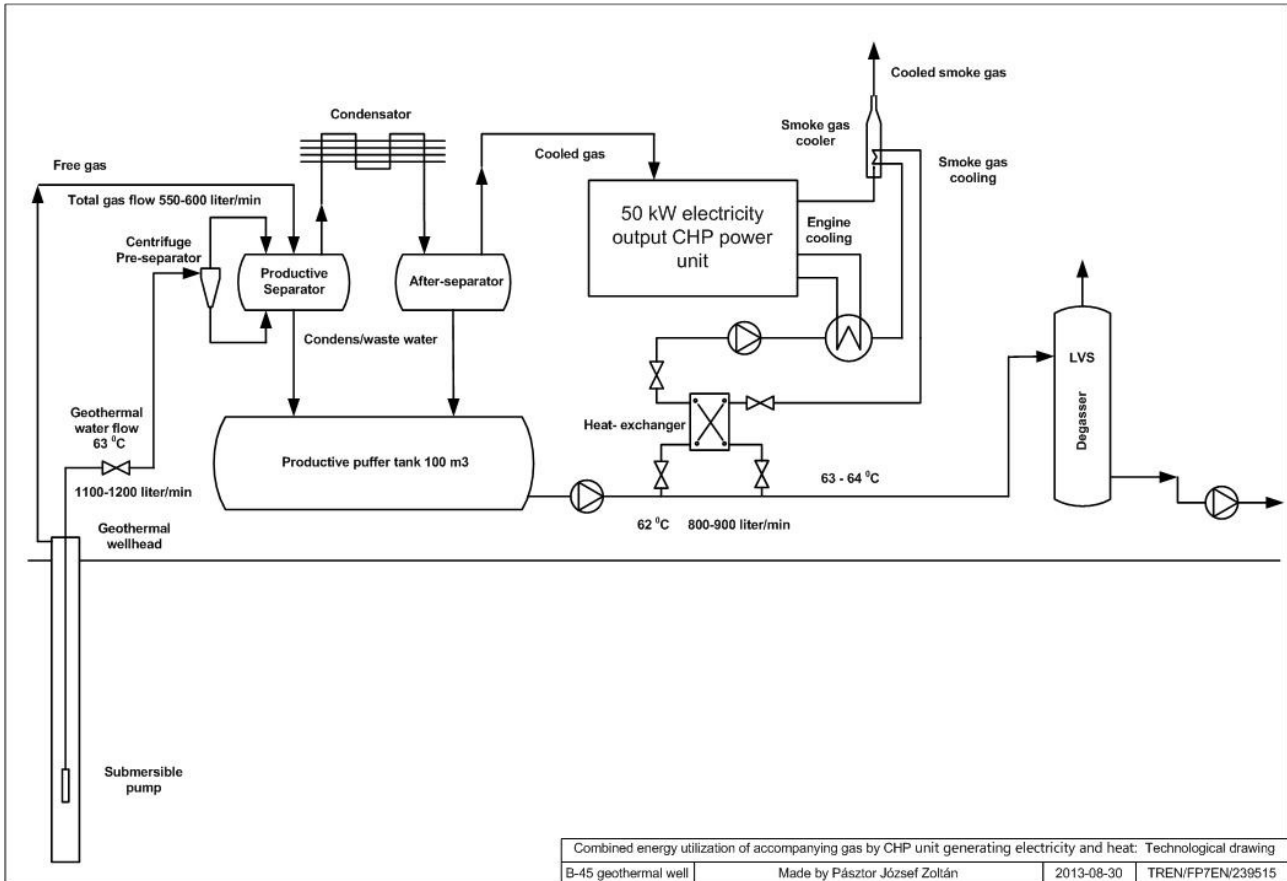 Cooled smoke gas
Condensator
Smoke gas
cooler
Free gas
Cooled gas
Smoke gas
cooling
Total gas flow 550-600 liter/min
50 kW electricity
output CHP power
unit
Engine
cooling
Centrifuge
Pre-separator
Productive
Separator
After-separator
Condens/waste water
LVS
Degasser
Geothermal
water flow
63 ⁰C
Heat- exchanger
Productive puffer tank 100 m3
63 - 64 ⁰C
1100-1200 liter/min
62 ⁰C
800-900 liter/min
Geothermal
wellhead
Submersible
pump
Combined energy utilization of accompanying gas by CHP unit generating electricity and heat: Technological drawing
B-45 geothermal well
Made by Pásztor József Zoltán
2013-08-30
TREN/FP7EN/239515